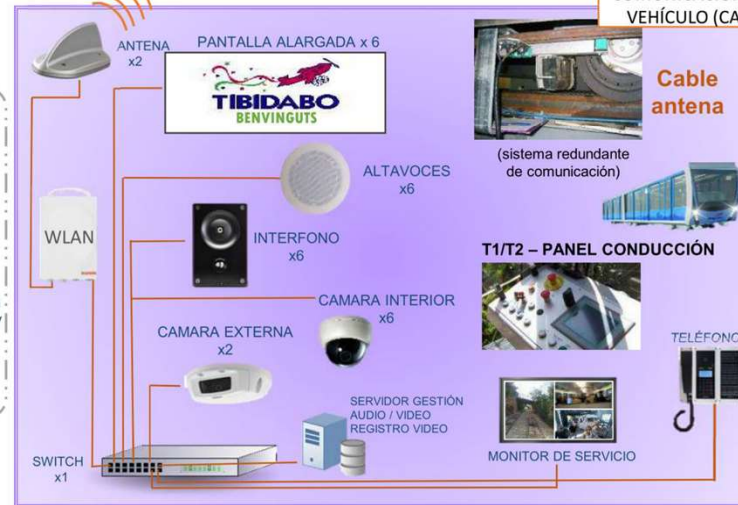 VEHÍCULO (CA
ANTENA
x2
PANTALLA ALARGADA x 6
TIBIDABO
BENVINGUTS
Cable
antena
(sistema redundante
de comunicación)
ALTAVOCES
x6
WLAN
INTERFONO
x6
T1/T2 – PANEL CONDUCCIÓN
CAMARA INTERIOR
x6
CAMARA EXTERNA
x2
TELÉFONO
SERVIDOR GESTIÓN
AUDIO / VIDEO
REGISTRO VIDEO
MONITOR DE SERVICIO
SWITCH
x1